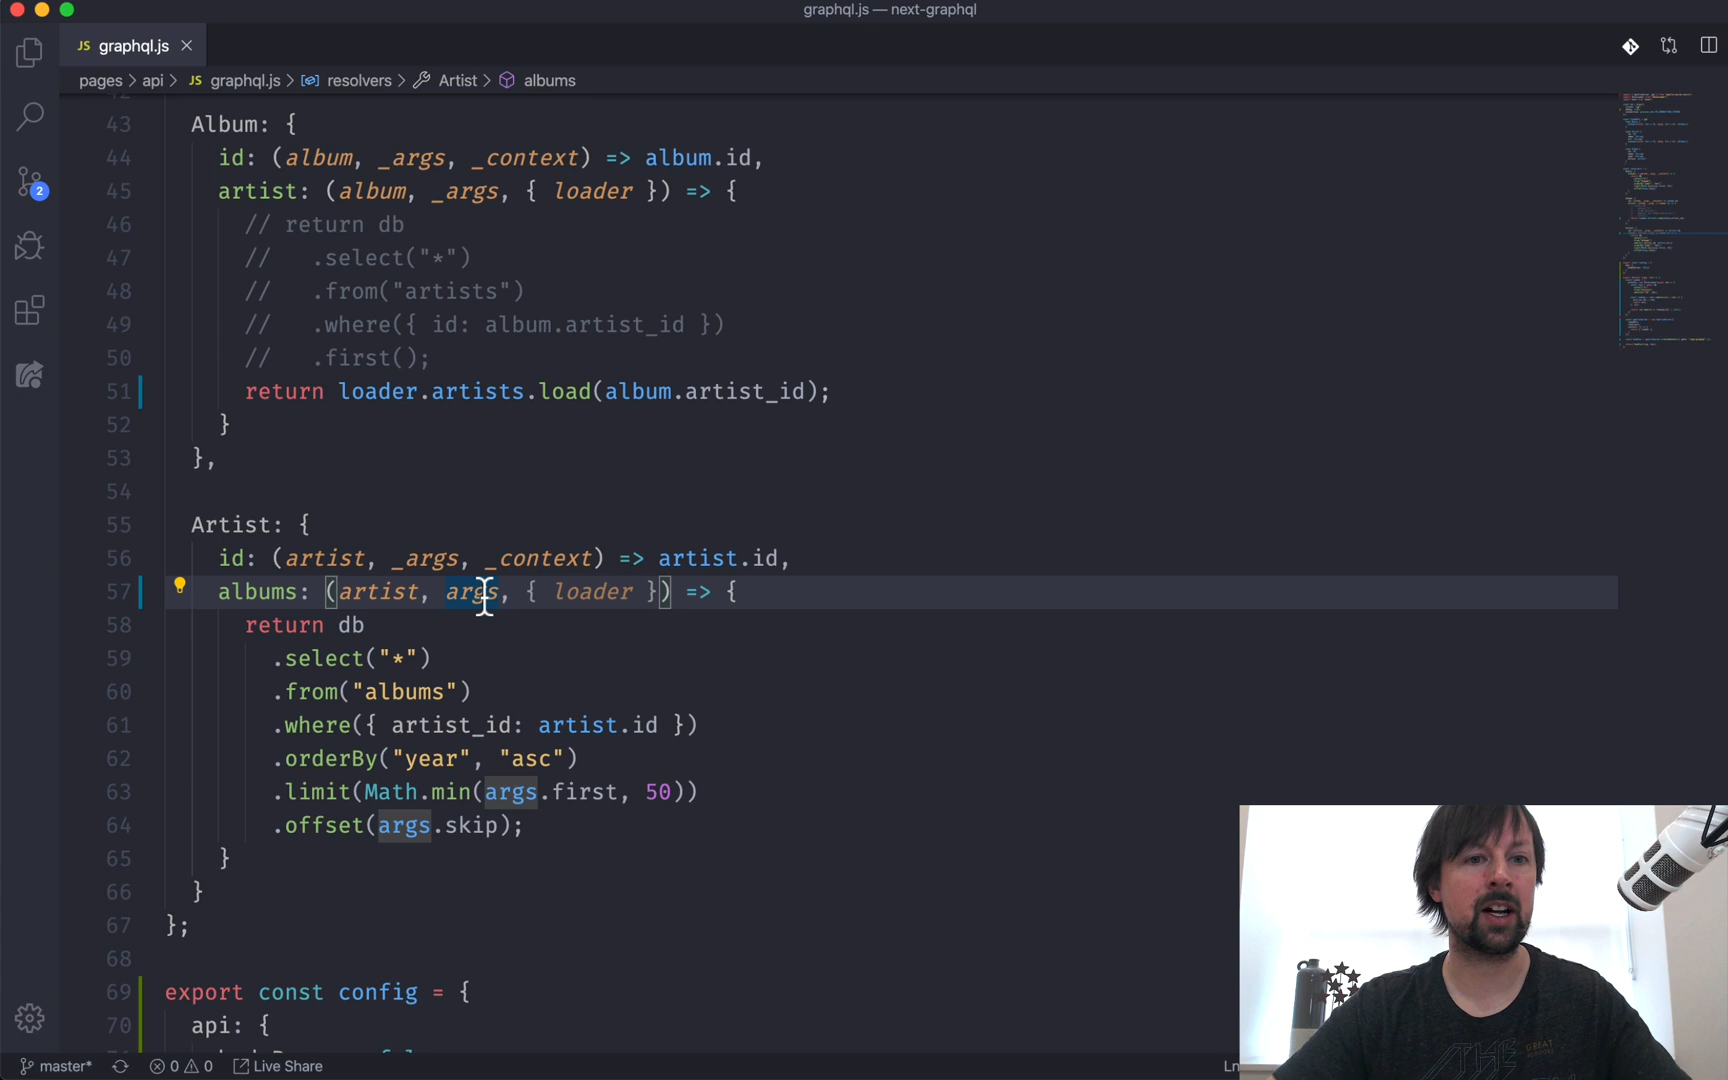 graphql.js — next-graphql
JS graphql.js
pages > api > JS graphql.js > resolvers > Artist > albums
43 Album: {
44 id: (album, _args, _context) => album.id,
45 artist: (album, _args, { loader }) => {
46 // return db
47 // .select("*")
48 // .from("artists")
49 // .where({ id: album.artist_id })
50 // .first();
51 return loader.artists.load(album.artist_id);
52 }
53 },
54
55 Artist: {
56 id: (artist, _args, _context) => artist.id,
57 albums: (artist, args, { loader }) => {
58 return db
59 .select("*")
60 .from("albums")
61 .where({ artist_id: artist.id })
62 .orderBy("year", "asc")
63 .limit(Math.min(args.first, 50))
64 .offset(args.skip);
65 }
66 }
67 };
68
69 export const config = {
70 api: {
2
master* 0 0 Live Share
Ln
THE
GREAT